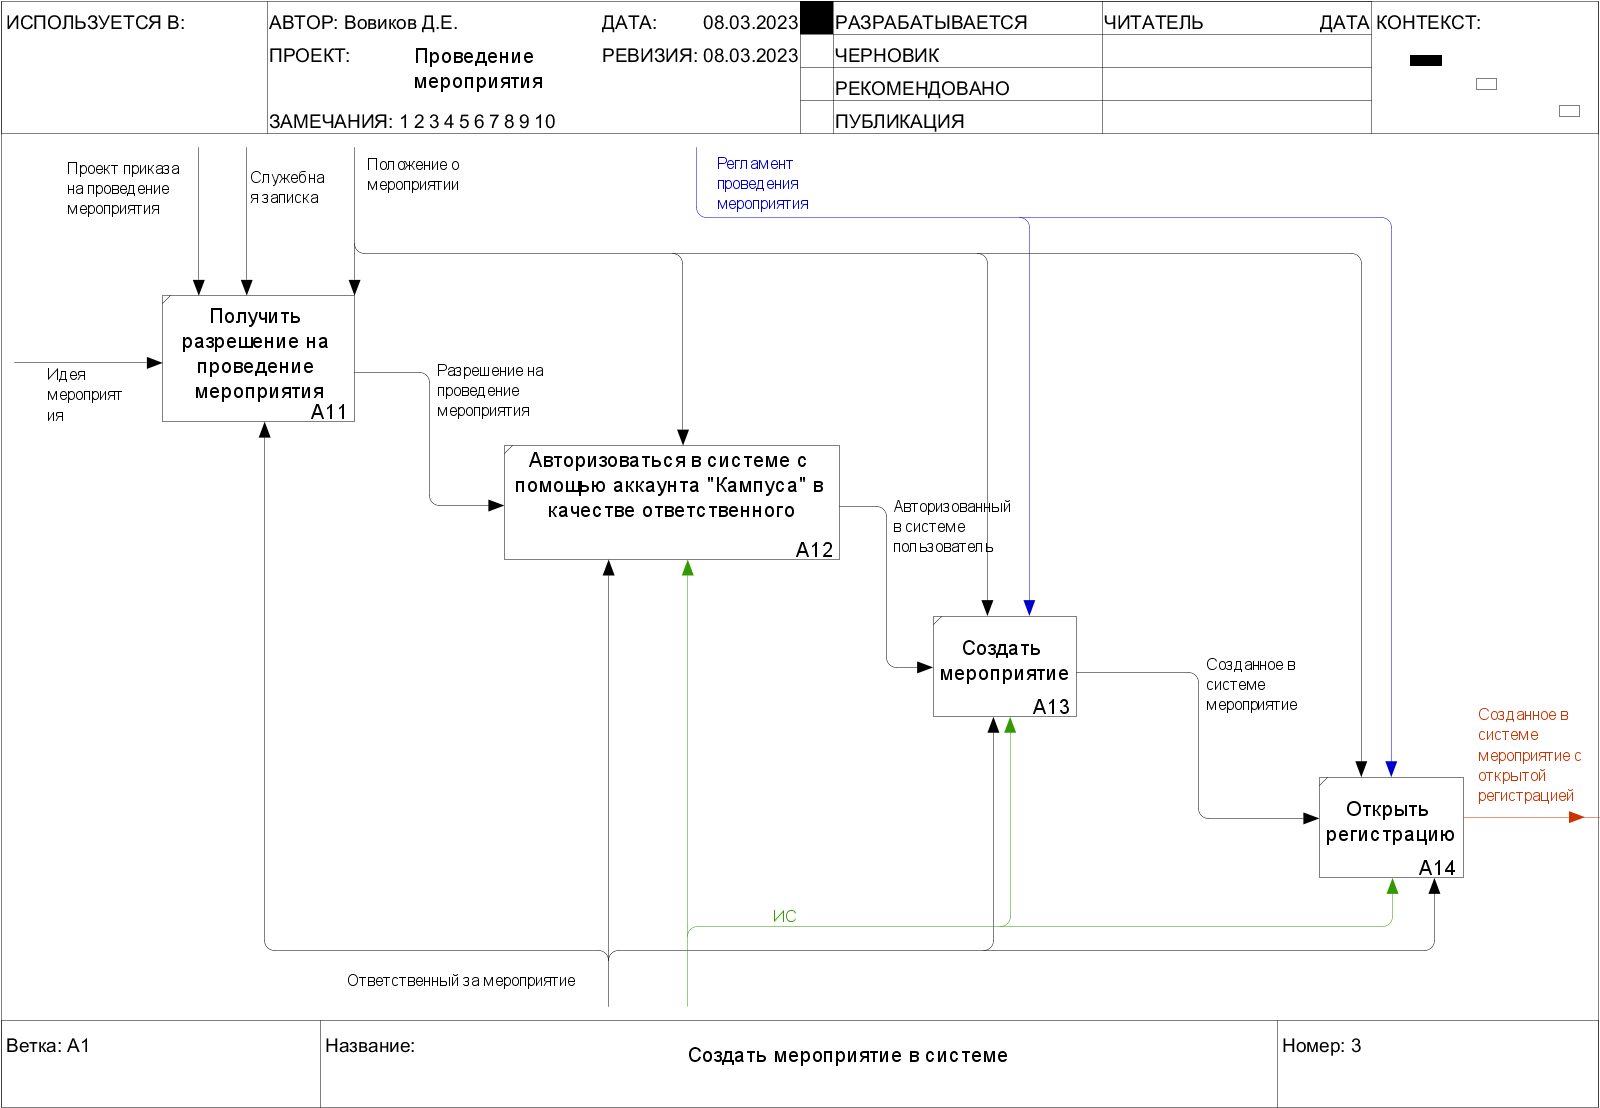 ИСПОЛЬЗУЕТСЯ В:
АВТОР: Вовиков Д.Е.
ДАТА: 08.03.2023
ПРОЕКТ: Проведение
мероприятия
РЕВИЗИЯ: 08.03.2023
ЗАМЕЧАНИЯ: 1 2 3 4 5 6 7 8 9 10
РАЗРАБАТЫВАЕТСЯ
ЧЕРНОВИК
РЕКОМЕНДОВАНО
ПУБЛИКАЦИЯ
ЧИТАТЕЛЬ ДАТА
КОНТЕКСТ:
Проект приказа
на проведение
мероприятия
Служебна
я записка
Положение о
мероприятии
Регламент
проведения
мероприятия
Идея
мероприят
ия
Получить
разрешение на
проведение
мероприятия
A11
Разрешение на
проведение
мероприятия
Авторизоваться в системе с
помощью аккаунта "Кампуса" в
качестве ответственного
A12
Авторизованный
в системе
пользователь
Создать
мероприятие
A13
Созданное в
системе
мероприятие
Открыть
регистрацию
A14
Созданное в
системе
мероприятие с
открытой
регистрацией
ИС
Ответственный за мероприятие
Ветка: A1
Название:
Создать мероприятие в системе
Номер: 3